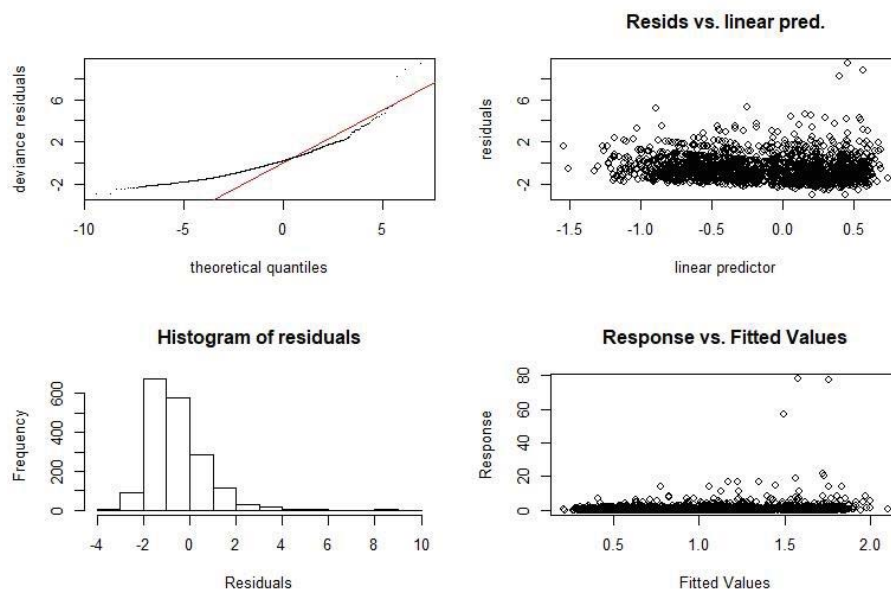 deviance residuals
-2 2 6
-10 -5 0 5
theoretical quantiles
Resids vs. linear pred.
residuals
-2 2 6
-1.5 -1.0 -0.5 0.0 0.5
linear predictor
Histogram of residuals
Frequency
0 200 400 600
-4 -2 0 2 4 6 8 10
Residuals
Response vs. Fitted Values
Response
0 20 40 60 80
0.5 1.0 1.5 2.0
Fitted Values